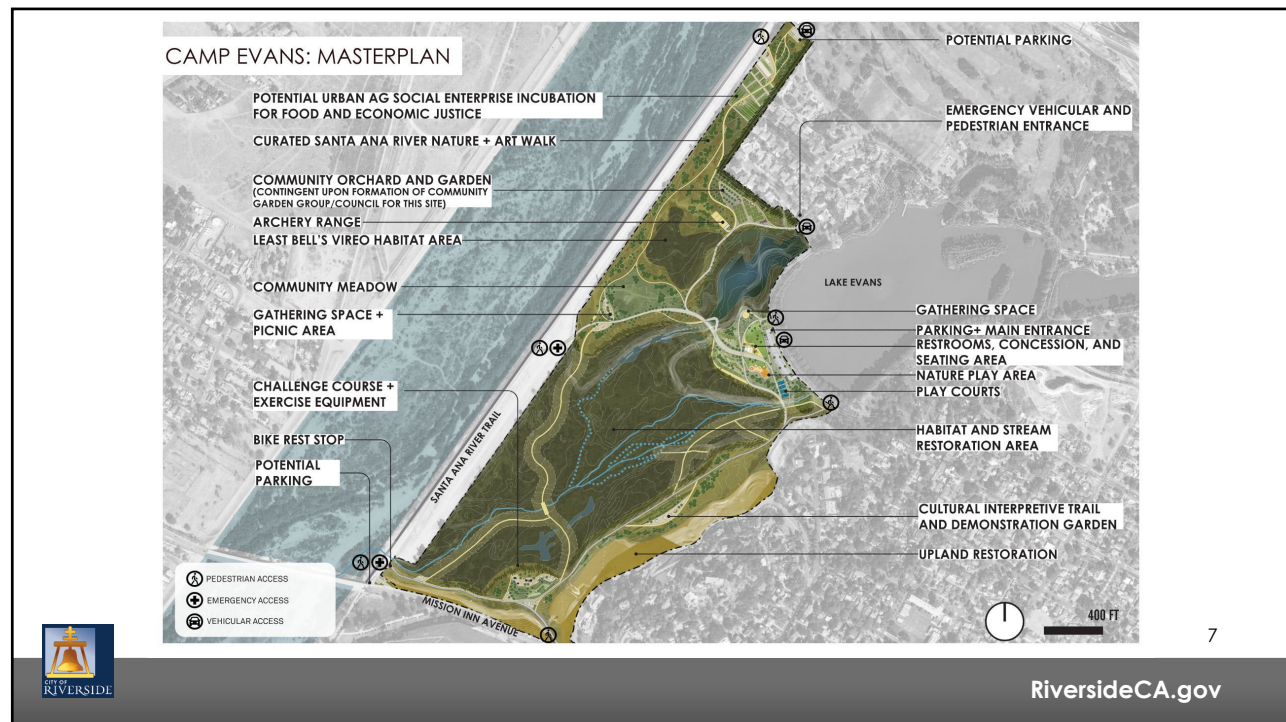 CAMP EVANS: MASTERPLAN
POTENTIAL URBAN AG SOCIAL ENTERPRISE INCUBATION
FOR FOOD AND ECONOMIC JUSTICE
CURATED SANTA ANA RIVER NATURE + ART WALK
COMMUNITY ORCHARD AND GARDEN
(CONTINGENT UPON FORMATION OF COMMUNITY
GARDEN GROUP/COUNCIL FOR THIS SITE)
ARCHERY RANGE
LEAST BELL'S VIREO HABITAT AREA
COMMUNITY MEADOW
GATHERING SPACE +
PICNIC AREA
CHALLENGE COURSE +
EXERCISE EQUIPMENT
BIKE REST STOP
POTENTIAL
PARKING
SANTA ANA RIVER TRAIL
MISSION INN AVENUE
LAKE EVANS
POTENTIAL PARKING
EMERGENCY VEHICULAR AND
PEDESTRIAN ENTRANCE
GATHERING SPACE
PARKING+ MAIN ENTRANCE
RESTROOMS, CONCESSION, AND
SEATING AREA
NATURE PLAY AREA
PLAY COURTS
HABITAT AND STREAM
RESTORATION AREA
CULTURAL INTERPRETIVE TRAIL
AND DEMONSTRATION GARDEN
UPLAND RESTORATION
PEDESTRIAN ACCESS
EMERGENCY ACCESS
VEHICULAR ACCESS
400 FT
7
CITY OF
RIVERSIDE
RiversideCA.gov